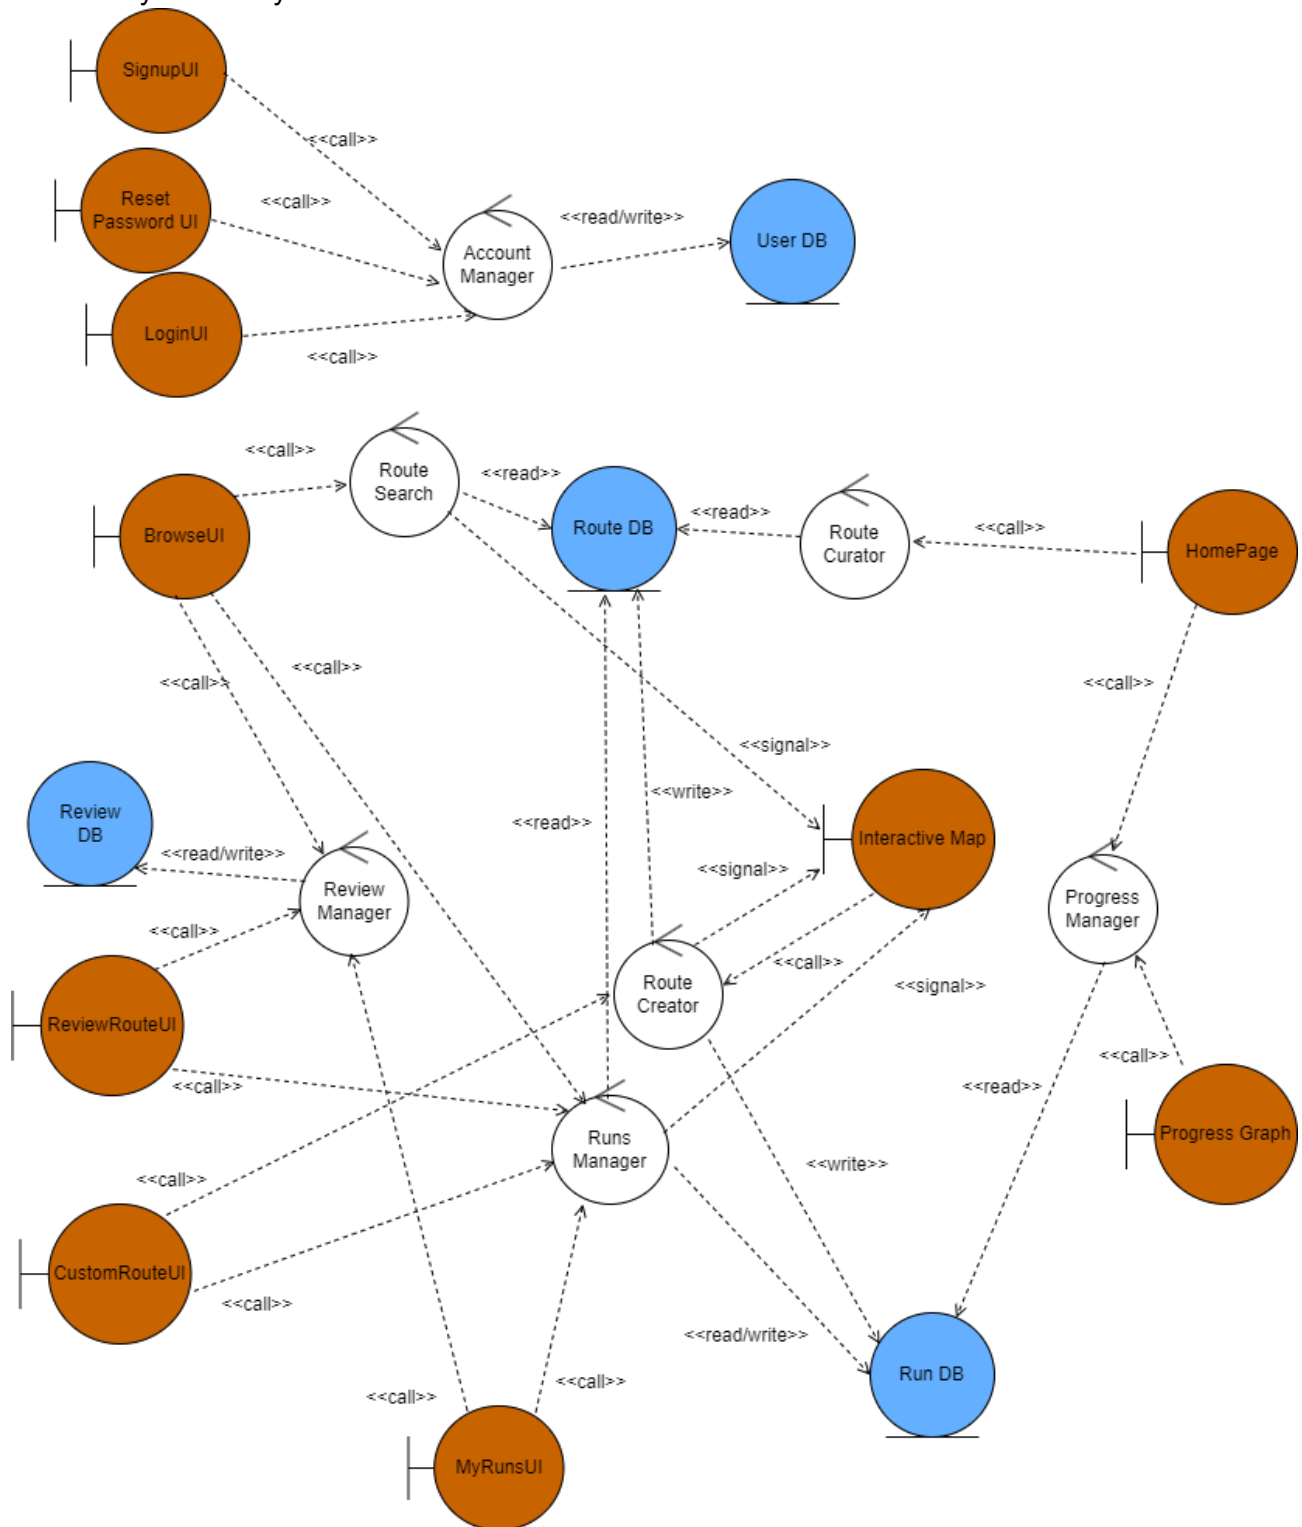 SignupUI
<<call>>
Reset
Password UI
<<call>>
<<read/write>>
User DB
Account
Manager
LoginUI
<<call>>
<<call>>
Route
Search
<<read>>
Route DB
<<read>>
Route
Curator
<<call>>
HomePage
BrowseUI
<<call>>
<<call>>
<<call>>
<<signal>>
Review
DB
<<read/write>>
<<write>>
<<read>>
Interactive Map
<<signal>>
Review
Manager
Progress
Manager
<<call>>
<<call>>
Route
Creator
<<signal>>
ReviewRouteUI
<<call>>
<<call>>
<<read>>
Runs
Manager
Progress Graph
<<call>>
<<write>>
CustomRouteUI
<<call>>
<<read/write>>
Run DB
<<call>>
<<call>>
MyRunsUI